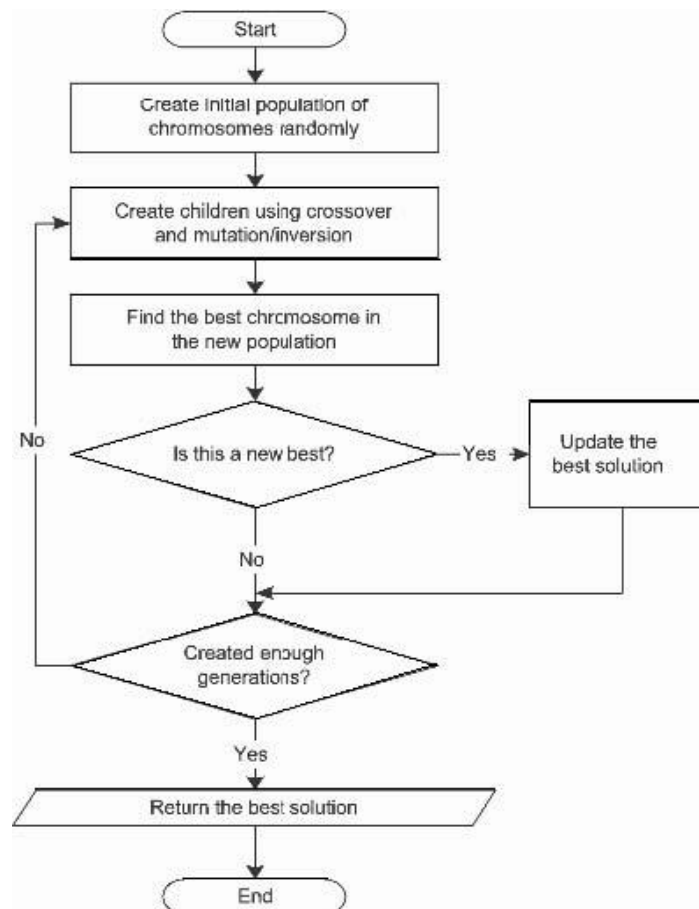 Start
Create initial population of
chromosomes randomly
Create children using crossover
and mutation/inversion
Find the best chrcmosome in
the new population
No
Is this a new best?
Yes
Update the
best solution
No
Created enough
generations?
Yes
Return the best solution
End